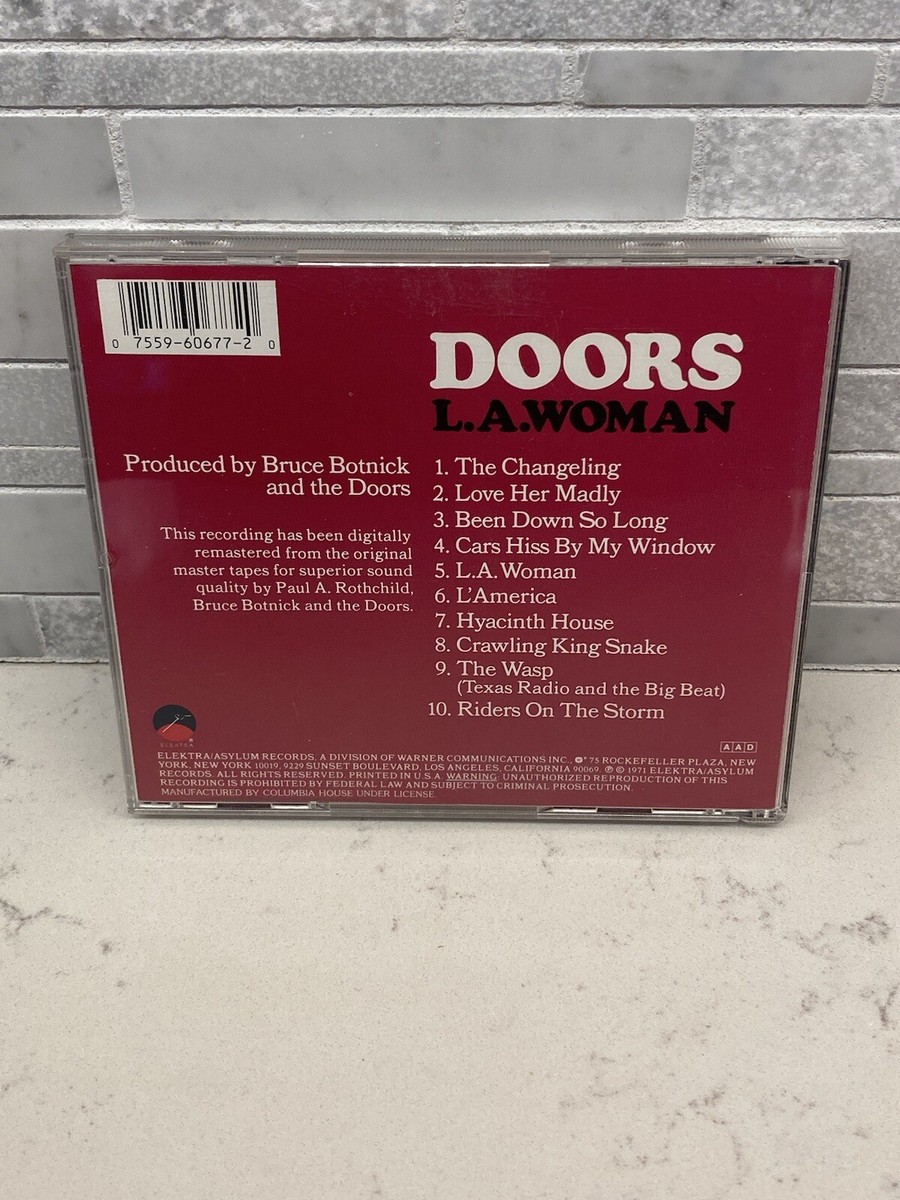 0 7559-60677-2 0
DOORS
L.A.WOMAN
Produced by Bruce Botnick
and the Doors
This recording has been digitally
remastered from the original
master tapes for superior sound
quality by Paul A. Rothchild,
Bruce Botnick and the Doors.
1. The Changeling
2. Love Her Madly
3. Been Down So Long
4. Cars Hiss By My Window
5. L.A. Woman
6. L'America
7. Hyacinth House
8. Crawling King Snake
9. The Wasp
(Texas Radio and the Big Beat)
10. Riders On The Storm
ELEKTRA
AAD
ELEKTRA/ASYLUM RECORDS, A DIVISION OF WARNER COMMUNICATIONS INC., 75 ROCKEFELLER PLAZA, NEW
YORK, NEW YORK 10019, 9229 SUNSET BOULEVARD, LOS ANGELES, CALIFORNIA 90069. ℗ © 1971 ELEKTRA/ASYLUM
RECORDS. ALL RIGHTS RESERVED. PRINTED IN U.S.A. WARNING: UNAUTHORIZED REPRODUCTION OF THIS
RECORDING IS PROHIBITED BY FEDERAL LAW AND SUBJECT TO CRIMINAL PROSECUTION.
MANUFACTURED BY COLUMBIA HOUSE UNDER LICENSE.